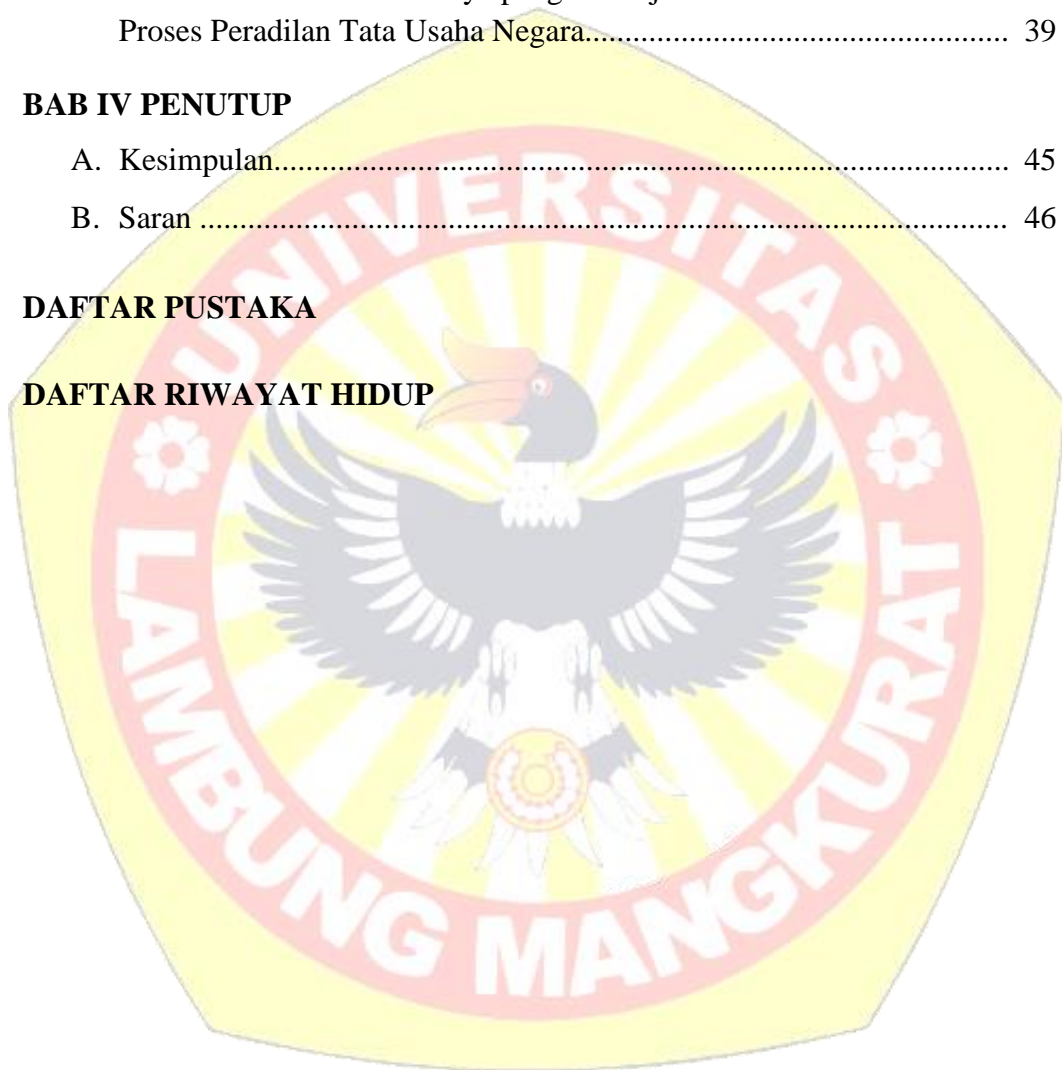 Proses Peradilan Tata Usaha Negara..................................................... 39
BAB IV PENUTUP
A. Kesimpulan............................................................................................ 45
B. Saran ..................................................................................................... 46
DAFTAR PUSTAKA
DAFTAR RIWAYAT HIDUP
UNIVERSITAS
LAMBUNG MANGKURAT